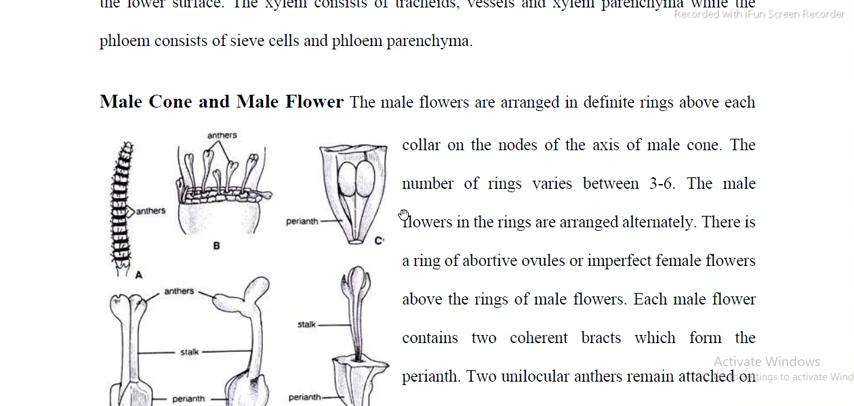 the lower surface. The xylem consists of tracheids, vessels and xylem parenchyma while the
Recorded with iFun Screen Recorder
phloem consists of sieve cells and phloem parenchyma.
Male Cone and Male Flower The male flowers are arranged in definite rings above each
collar on the nodes of the axis of male cone. The
number of rings varies between 3-6. The male
flowers in the rings are arranged alternately. There is
a ring of abortive ovules or imperfect female flowers
above the rings of male flowers. Each male flower
contains two coherent bracts which form the
perianth. Two unilocular anthers remain attached on
anthers
anthers
perianth
A
B
C
anthers
stalk
stalk
perianth
perianth
Activate Windows
ttings to activate Wind